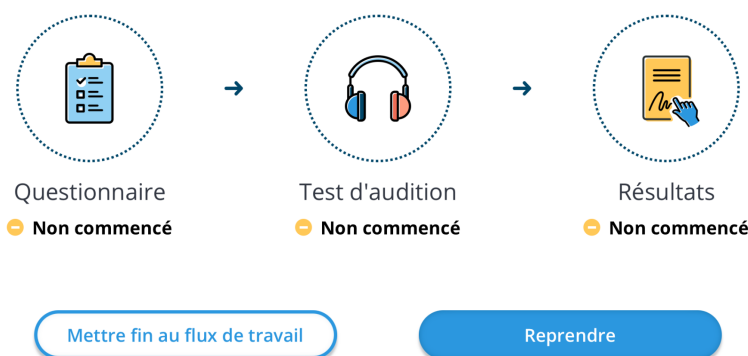 Questionnaire
Test d'audition
Résultats
Non commencé
Non commencé
Non commencé
Mettre fin au flux de travail
Reprendre